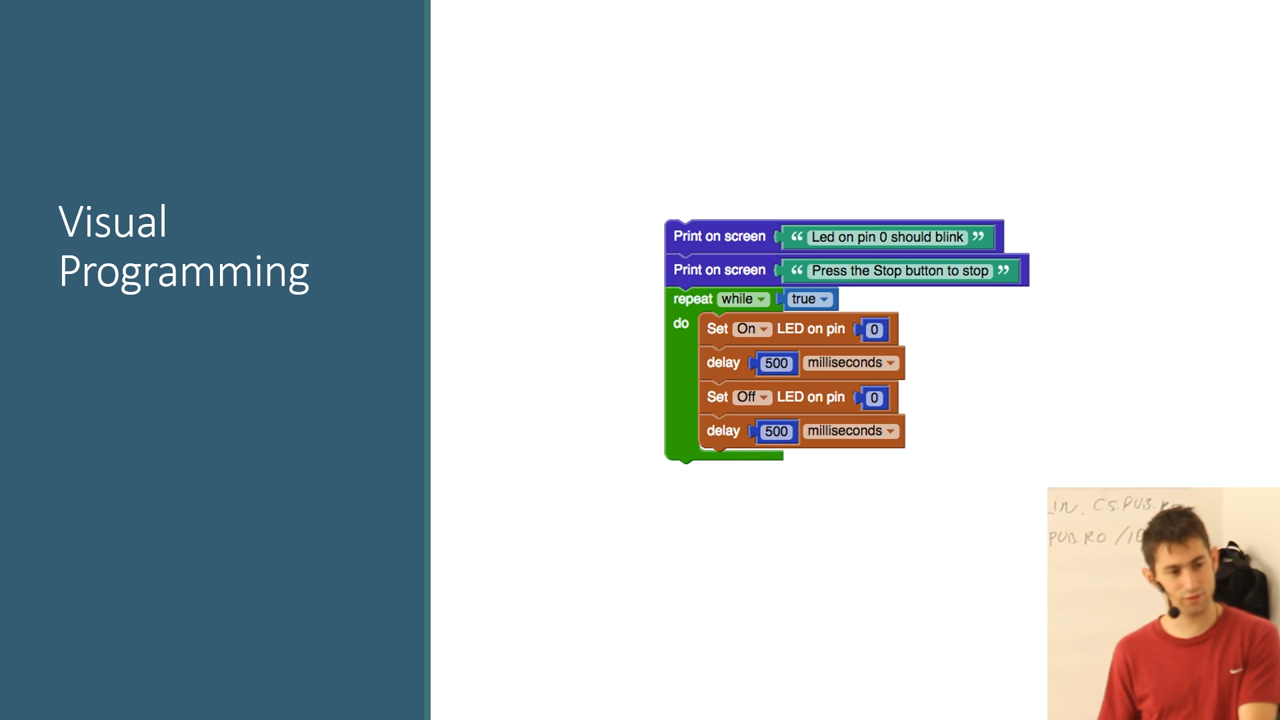 Visual
Programming
Print on screen “ Led on pin 0 should blink ”
Print on screen “ Press the Stop button to stop ”
repeat while true
do
Set On LED on pin 0
delay 500 milliseconds
Set Off LED on pin 0
delay 500 milliseconds